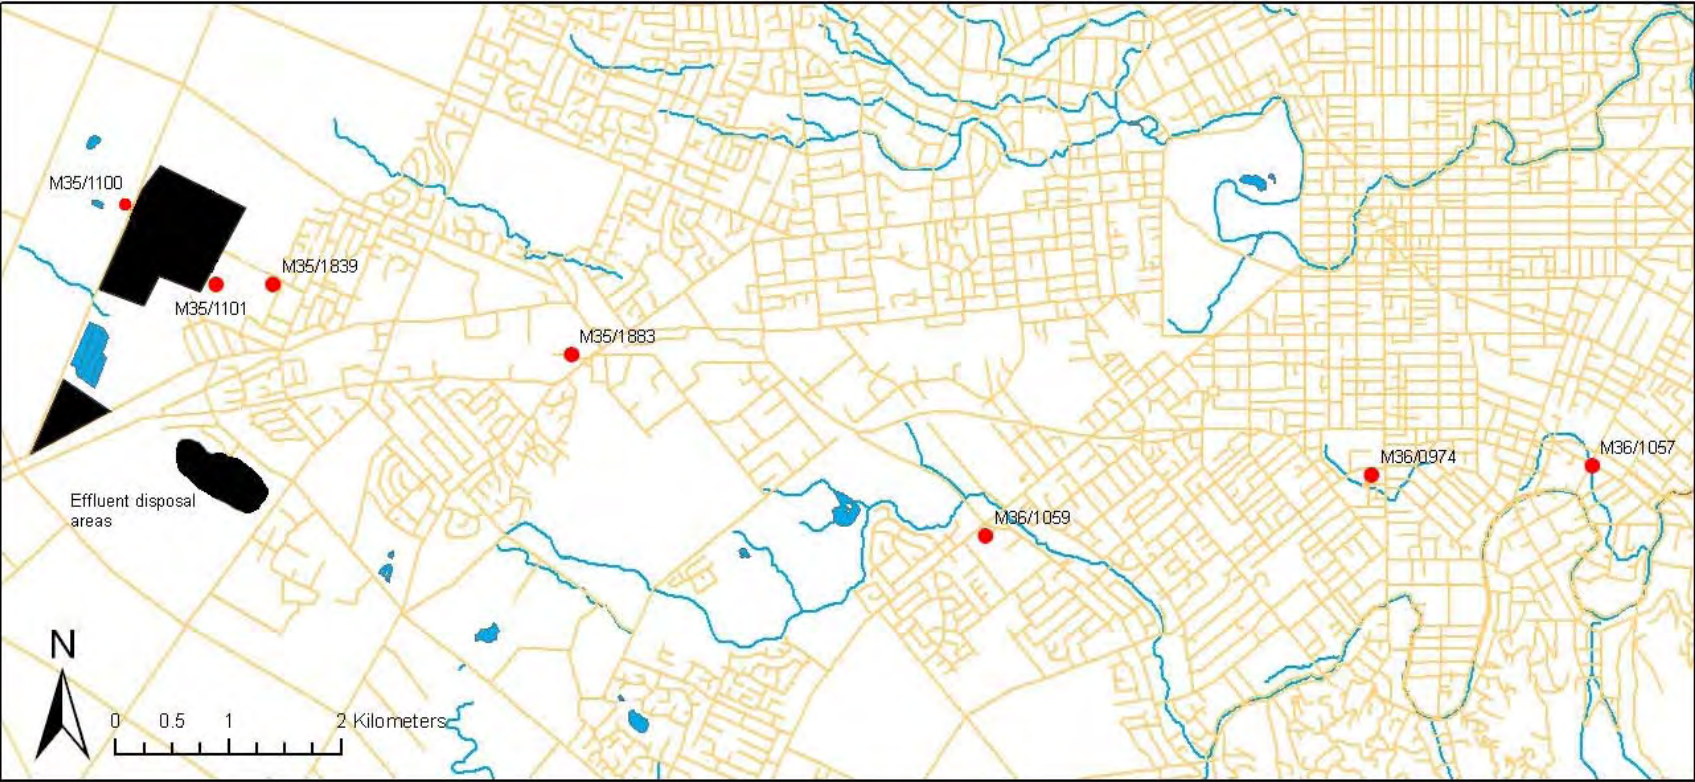 M35/1100
M35/1839
M35/1101
M35/1883
M36/1057
M36/0974
Effluent disposal
areas
M36/1059
N
0 0.5 1 2 Kilometers